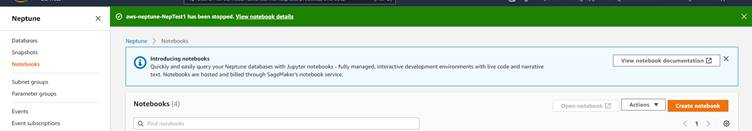 Neptune
aws-neptune-NepTest1 has been stopped. View notebook details
Databases
Snapshots
Notebooks
Subnet groups
Parameter groups
Events
Event subscriptions
Neptune > Notebooks
Introducing notebooks
Quickly and easily query your Neptune databases with Jupyter notebooks - fully managed, interactive development environments with live code and narrative
text. Notebooks are hosted and billed through SageMaker's notebook service.
View notebook documentation
Notebooks (4)
Open notebook
Actions
Create notebook
Find notebooks
1